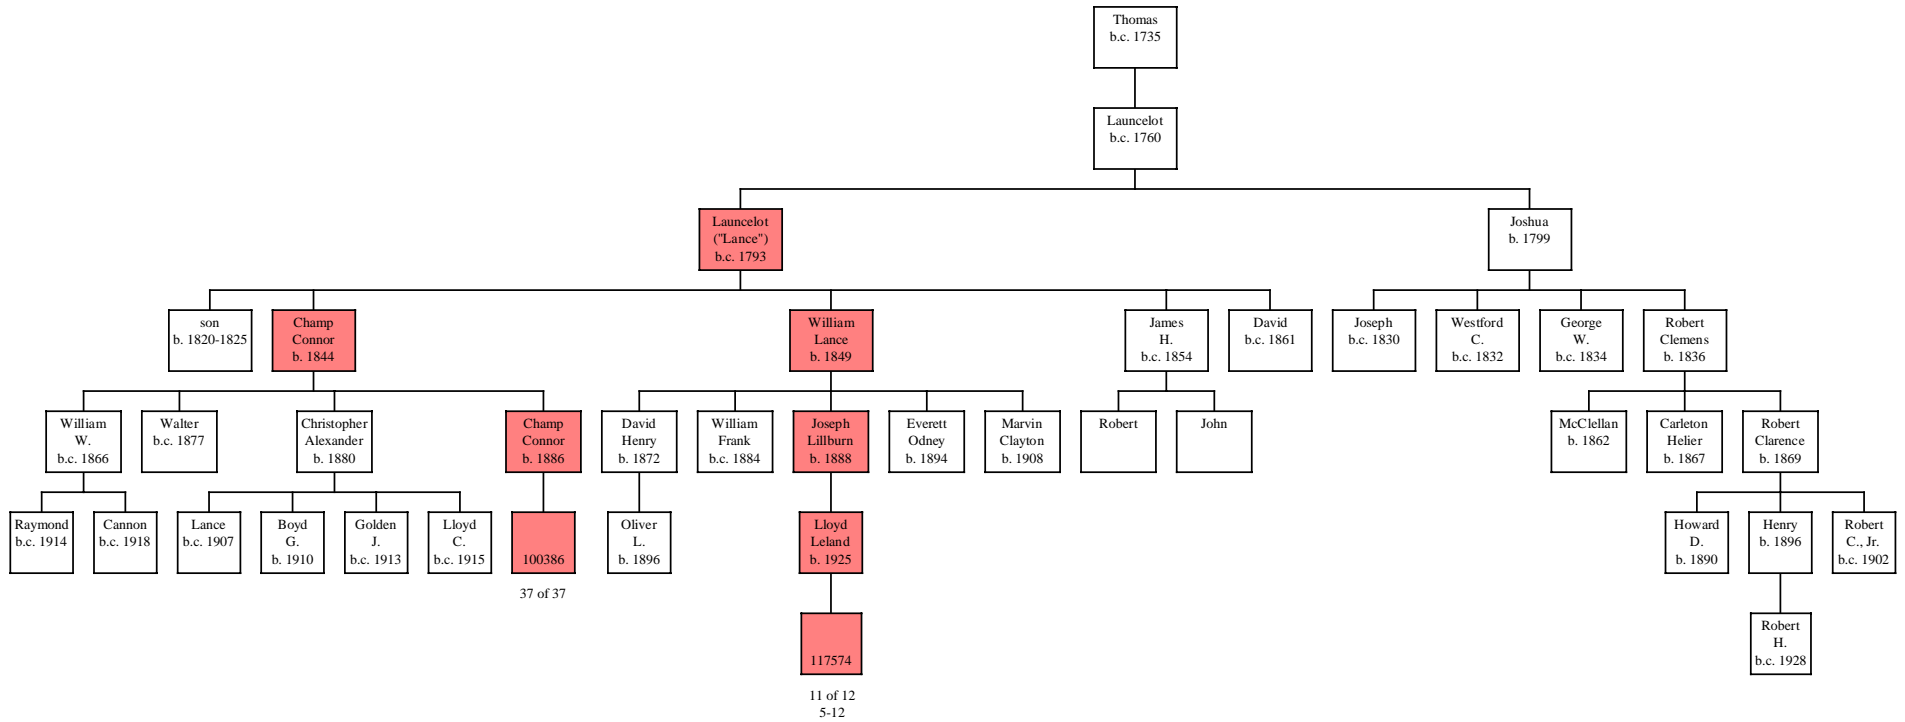 Thomas
b.c. 1735
Launcelot
b.c. 1760
Launcelot
("Lance")
b.c. 1793
Joshua
b. 1799
son
b. 1820-1825
Champ
Connor
b. 1844
William
Lance
b. 1849
James
H.
b.c. 1854
David
b.c. 1861
Joseph
b.c. 1830
Westford
C.
b.c. 1832
George
W.
b.c. 1834
Robert
Clemens
b. 1836
William
W.
b.c. 1866
Walter
b.c. 1877
Christopher
Alexander
b. 1880
Champ
Connor
b. 1886
David
Henry
b. 1872
William
Frank
b.c. 1884
Joseph
Lillburn
b. 1888
Everett
Odney
b. 1894
Marvin
Clayton
b. 1908
Robert
John
McClellan
b. 1862
Carleton
Helier
b. 1867
Robert
Clarence
b. 1869
Raymond
b.c. 1914
Cannon
b.c. 1918
Lance
b.c. 1907
Boyd
G.
b. 1910
Golden
J.
b.c. 1913
Lloyd
C.
b.c. 1915
100386
37 of 37
Oliver
L.
b. 1896
Lloyd
Leland
b. 1925
Howard
D.
b. 1890
Henry
b. 1896
Robert
C., Jr.
b.c. 1902
117574
11 of 12
5-12
Robert
H.
b.c. 1928